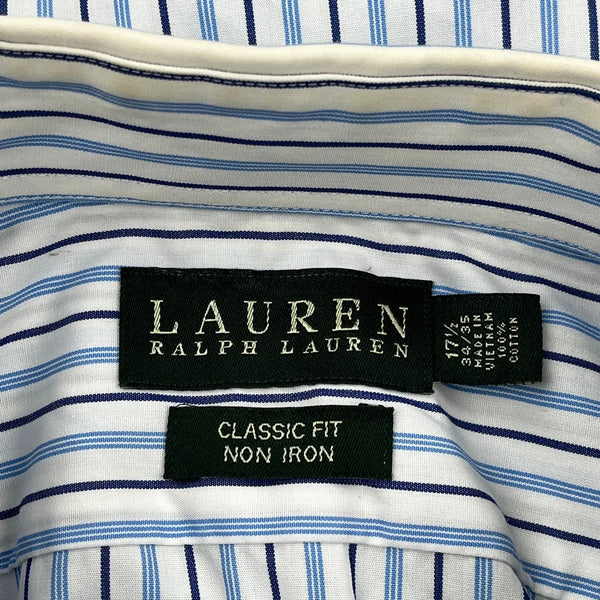 LAUREN
RALPH LAUREN
CLASSIC FIT
NON IRON
17½
34/35
MADE IN
VIETNAM
100%
COTTON